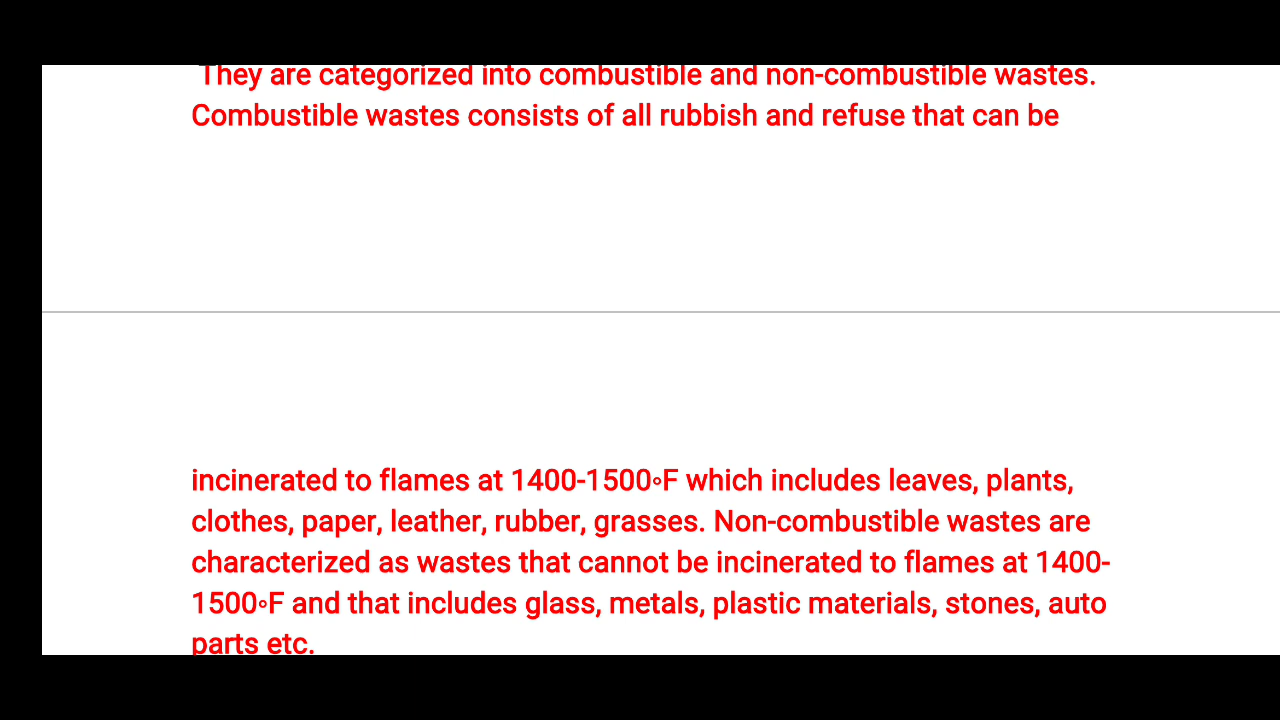 They are categorized into combustible and non-combustible wastes.
Combustible wastes consists of all rubbish and refuse that can be
incinerated to flames at 1400-1500∘F which includes leaves, plants,
clothes, paper, leather, rubber, grasses. Non-combustible wastes are
characterized as wastes that cannot be incinerated to flames at 1400-
1500∘F and that includes glass, metals, plastic materials, stones, auto
parts etc.